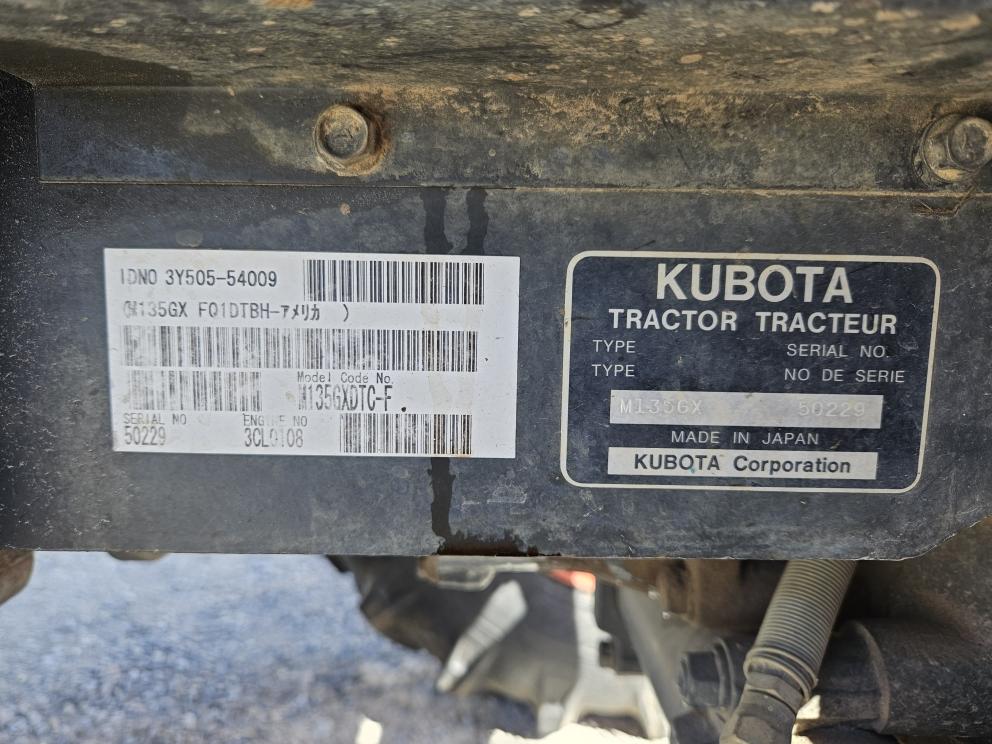 IDNO 3Y505-54009
(M135GX FQ1DTBH-アメリカ )
Model Code No.
M135GXDTC-F
SERIAL NO ENGINE NO
50229 3CL0108
KUBOTA
TRACTOR TRACTEUR
TYPE SERIAL NO.
TYPE NO DE SERIE
M135GX 50229
MADE IN JAPAN
KUBOTA Corporation